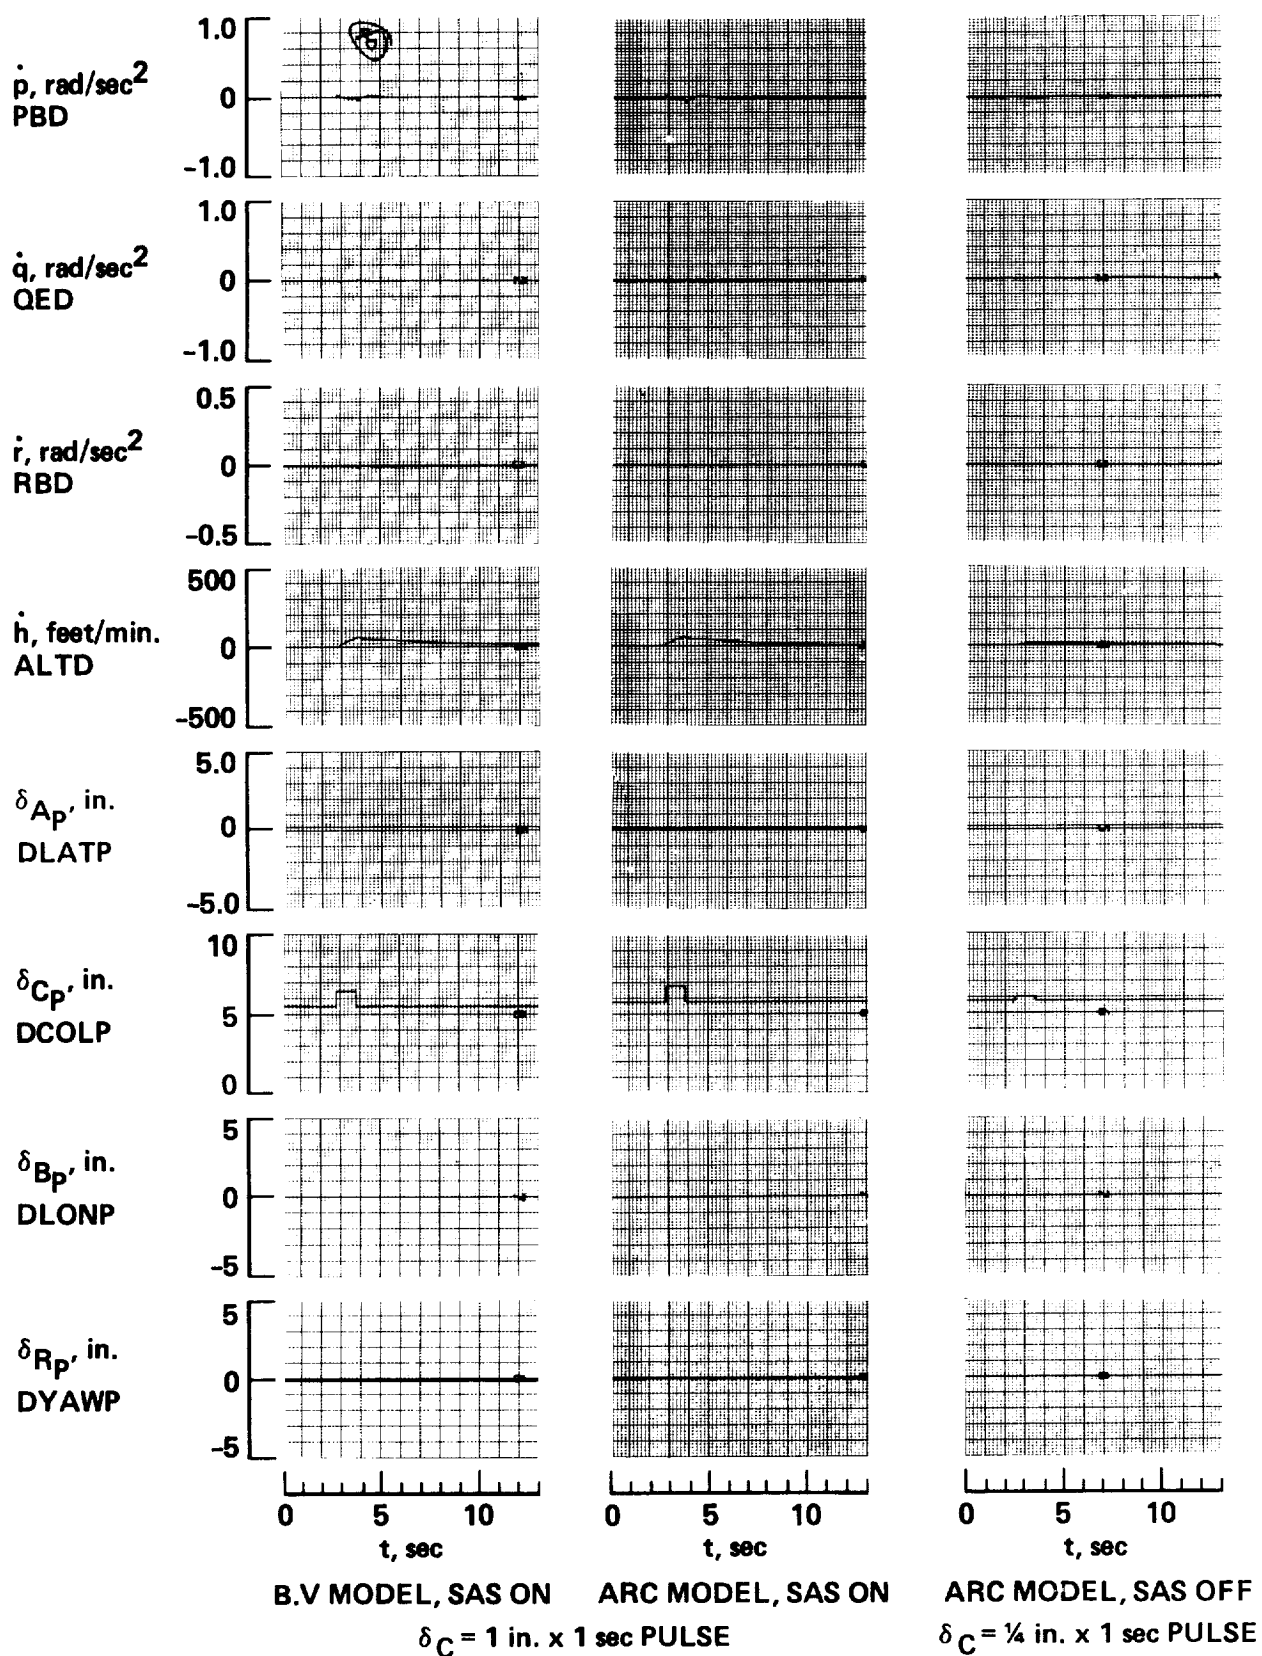 1.0
ṗ, rad/sec2
0
PBD
-1.0
1.0
q̇, rad/sec2
0
QED
-1.0
0.5
ṙ, rad/sec2
0
RBD
-0.5
500
ḣ, feet/min.
0
ALTD
-500
5.0
δAP, in.
0
DLATP
-5.0
10
δCP, in.
5
DCOLP
0
5
δBP, in.
0
DLONP
-5
5
δRP, in.
0
DYAWP
-5
0 5 10 0 5 10 0 5 10
t, sec t, sec t, sec
B.V MODEL, SAS ON ARC MODEL, SAS ON ARC MODEL, SAS OFF
δC = 1 in. x 1 sec PULSE δC = ¼ in. x 1 sec PULSE